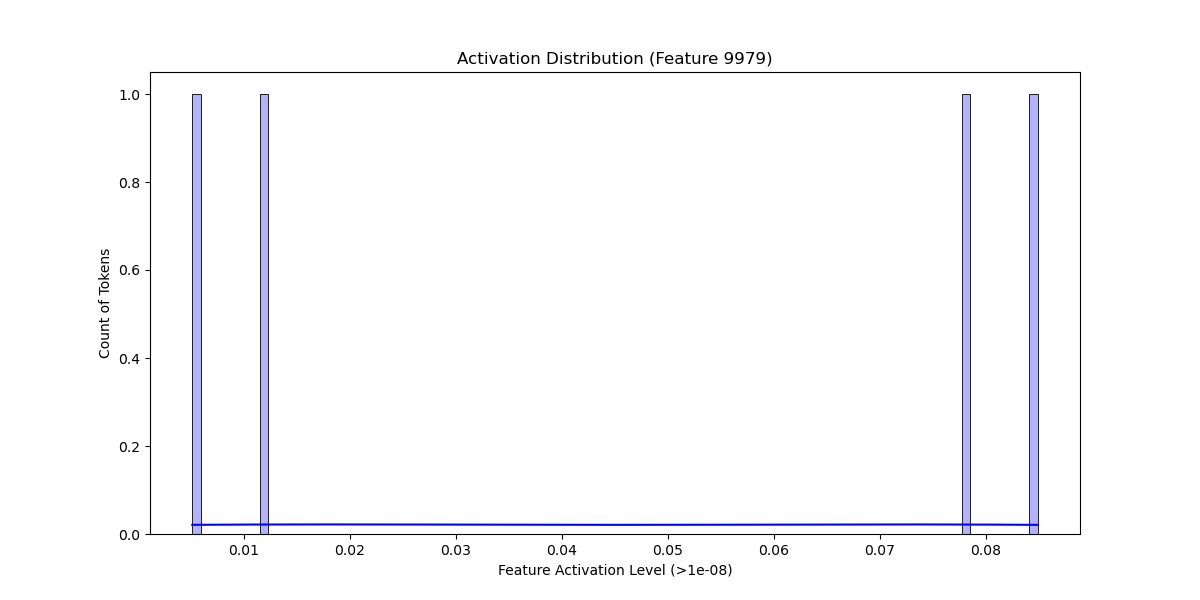 Activation Distribution (Feature 9979)
1.0
0.8
0.6
0.4
0.2
0.0
Count of Tokens
0.01 0.02 0.03 0.04 0.05 0.06 0.07 0.08
Feature Activation Level (>1e-08)